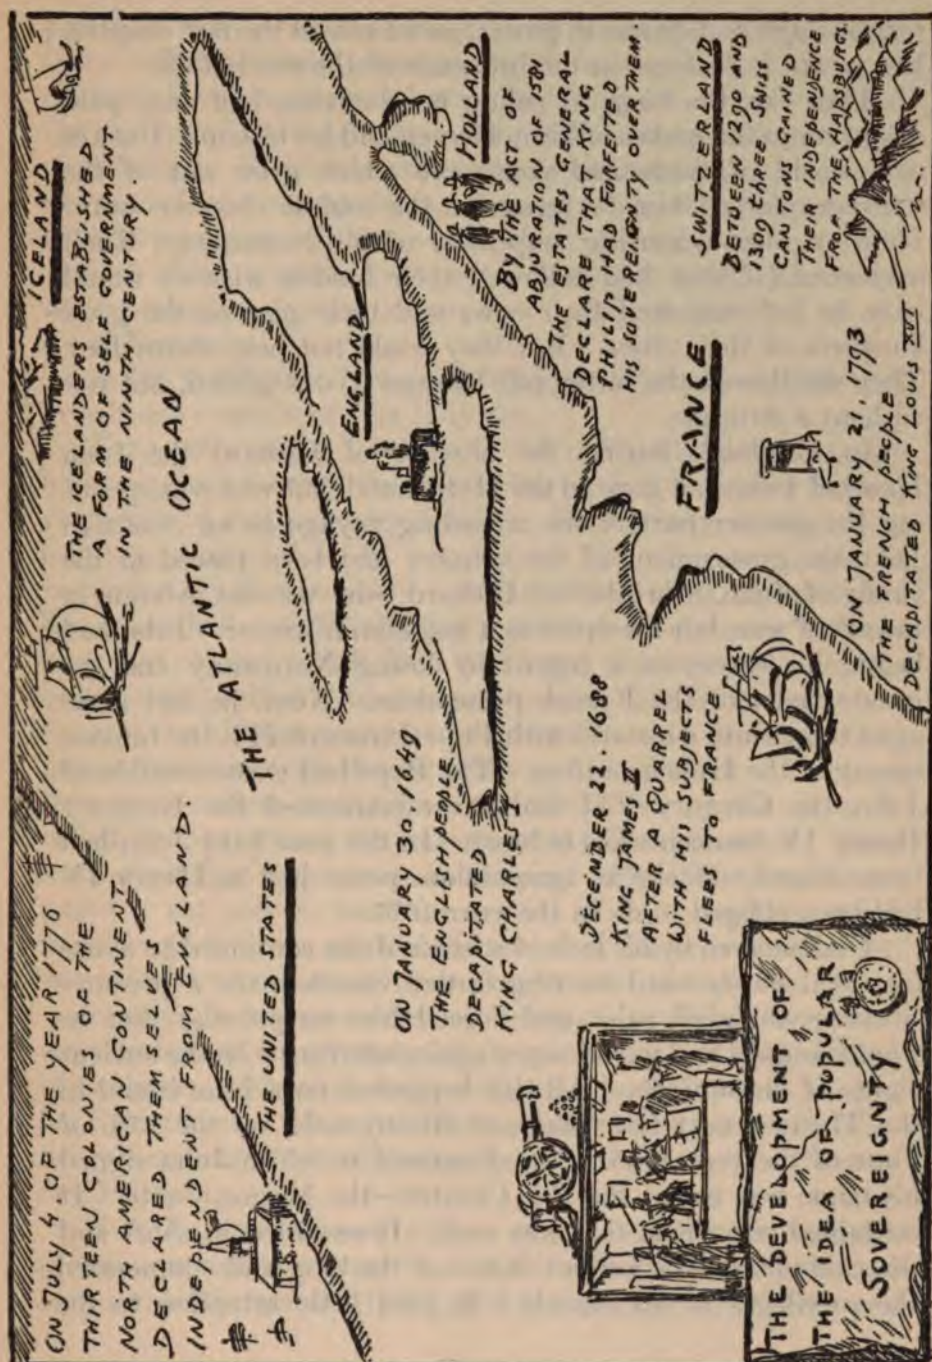 ON JULY 4 OF THE YEAR 1776
THIRTEEN COLONIES OF THE
NORTH AMERICAN CONTINENT
DECLARED THEMSELVES
INDEPENDENT FROM ENGLAND
THE UNITED STATES
ICELAND
THE ICELANDERS ESTABLISHED
A FORM OF SELF GOVERNMENT
IN THE NINTH CENTURY.
THE ATLANTIC OCEAN
ENGLAND
ON JANUARY 30 1649
THE ENGLISH PEOPLE
DECAPITATED
KING CHARLES I
DECEMBER 22 1688
KING JAMES II
AFTER A QUARREL
WITH HIS SUBJECTS
FLEES TO FRANCE
HOLLAND
BY THE ACT OF
ABJURATION OF 1581
THE ESTATES GENERAL
DECLARE THAT KING
PHILIP HAD FORFEITED
HIS SOUVERENTY OVER THEM
SWITZERLAND
BETWEEN 1290 AND
1300 THREE SWISS
CANTONS ATTAINED
THEIR INDEPENDENCE
FROM THE HABSBURGS
FRANCE
ON JANUARY 21, 1793
THE FRENCH PEOPLE
DECAPITATED KING LOUIS XVI
THE DEVELOPMENT OF
THE IDEA OF POPULAR
SOVEREIGNTY